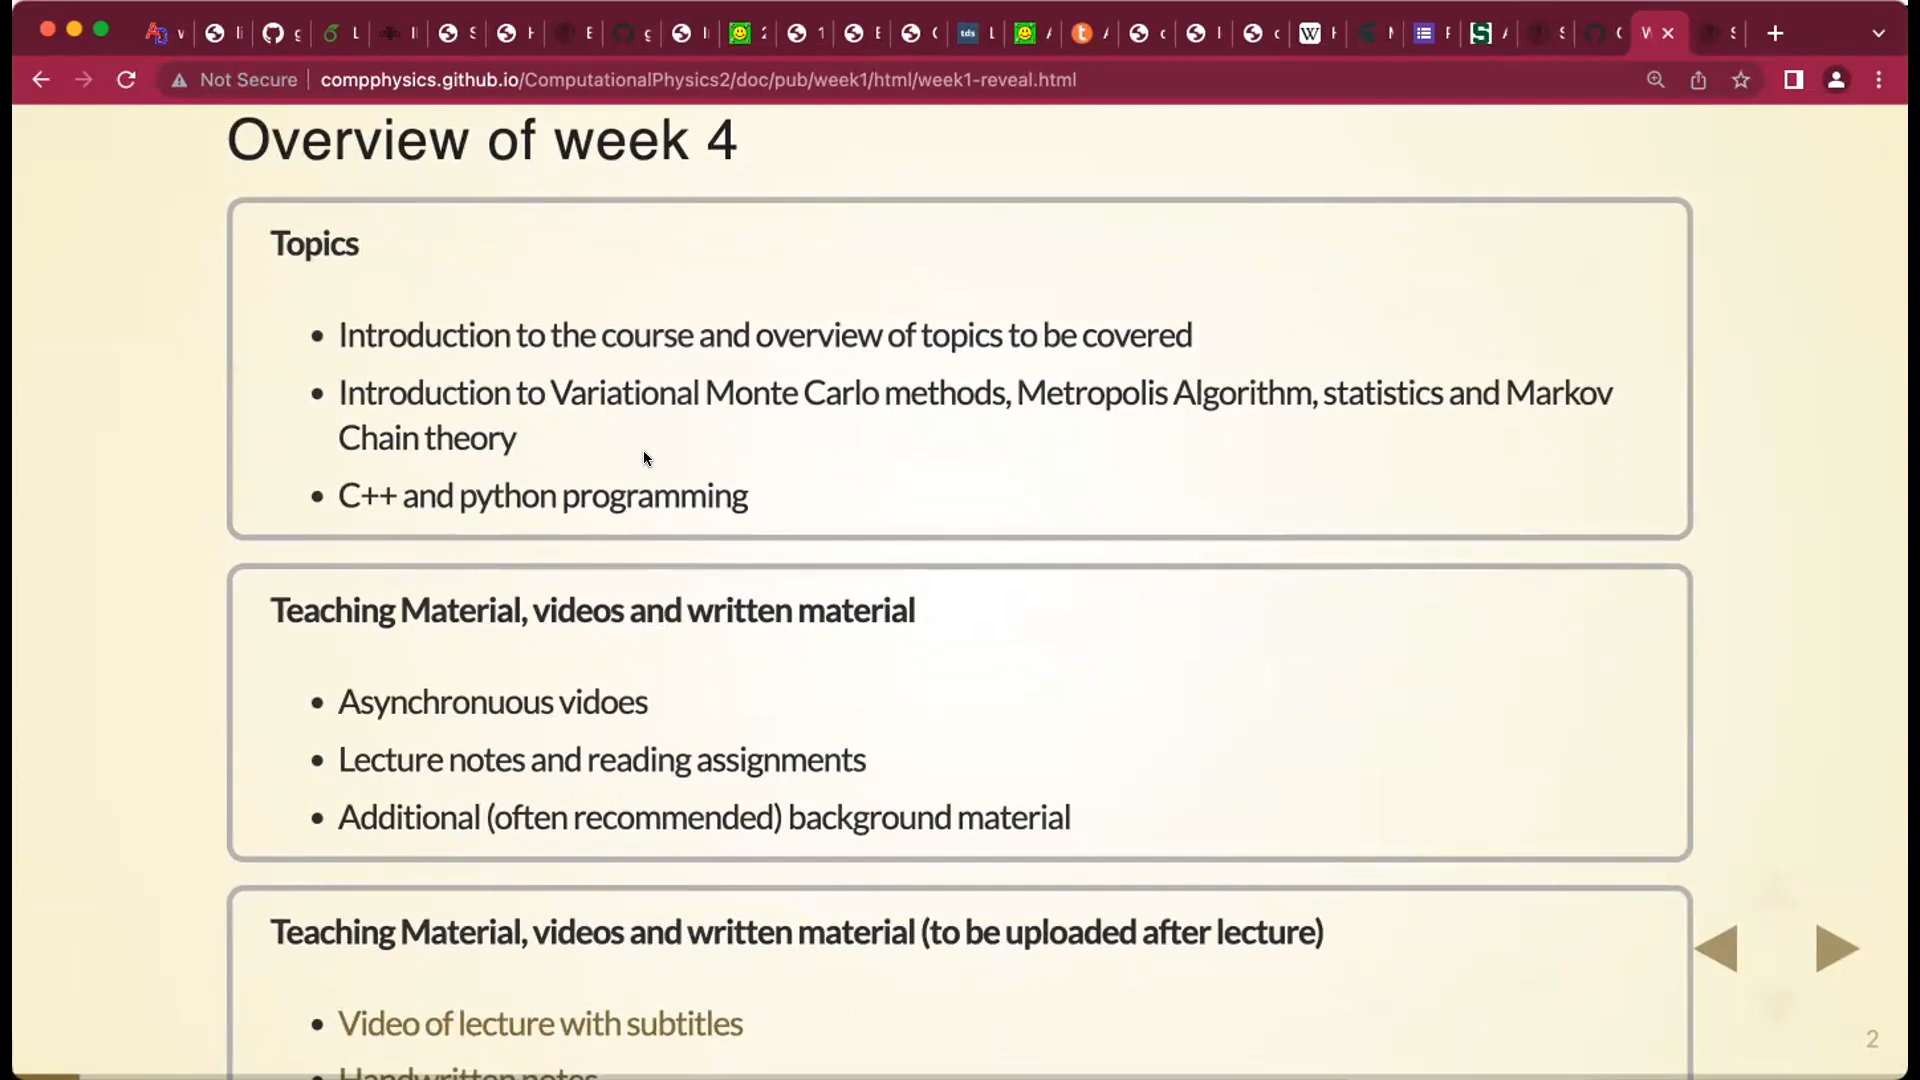 Not Secure
compphysics.github.io/ComputationalPhysics2/doc/pub/week1/html/week1-reveal.html
Overview of week 4
Topics
• Introduction to the course and overview of topics to be covered
• Introduction to Variational Monte Carlo methods, Metropolis Algorithm, statistics and Markov
Chain theory
• C++ and python programming
Teaching Material, videos and written material
• Asynchronuous vidoes
• Lecture notes and reading assignments
• Additional (often recommended) background material
Teaching Material, videos and written material (to be uploaded after lecture)
• Video of lecture with subtitles
• Handwritten notes
2